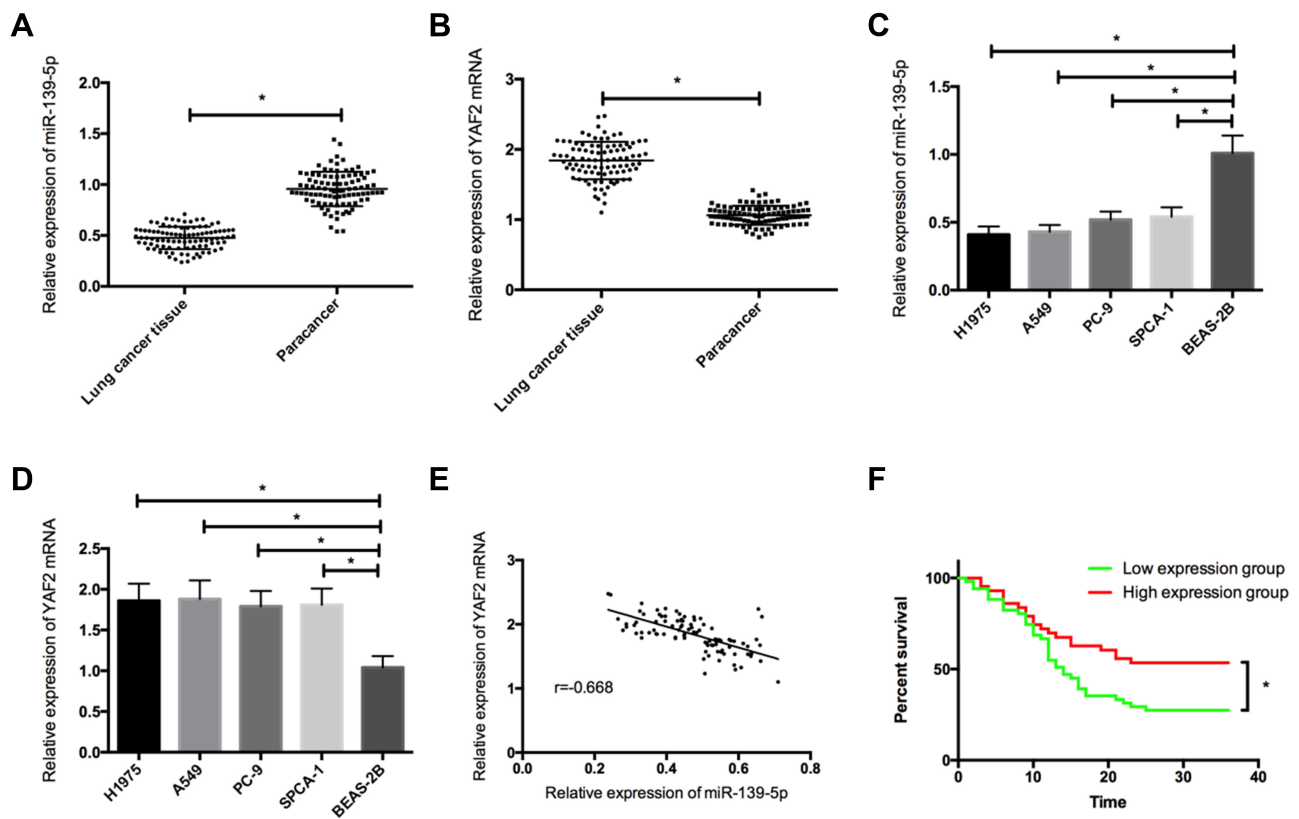 A
Relative expression of miR-139-5p
2.0
1.5
1.0
0.5
0.0
*
Lung cancer tissue
Paracancer
B
Relative expression of YAF2 mRNA
3
2
1
0
*
Lung cancer tissue
Paracancer
C
Relative expression of miR-139-5p
1.5
1.0
0.5
0.0
*
*
*
*
H1975
A549
PC-9
SPCA-1
BEAS-2B
D
Relative expression of YAF2 mRNA
2.5
2.0
1.5
1.0
0.5
0.0
*
*
*
*
H1975
A549
PC-9
SPCA-1
BEAS-2B
E
Relative expression of YAF2 mRNA
3
2
1
0
r=-0.668
0.0 0.2 0.4 0.6 0.8
Relative expression of miR-139-5p
F
Low expression group
High expression group
Percent survival
100
50
0
*
0 10 20 30 40
Time